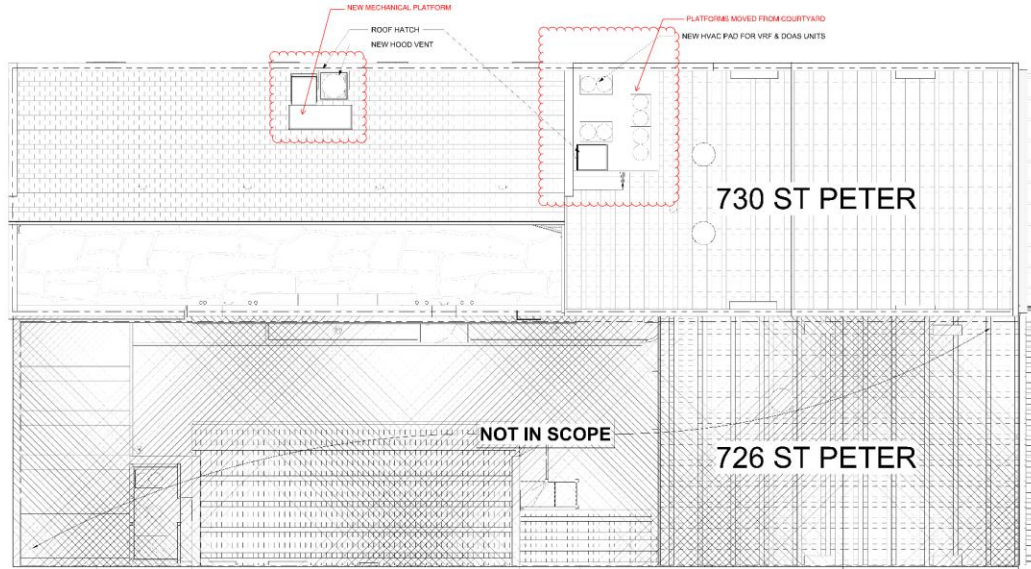 NEW MECHANICAL PLATFORM
ROOF HATCH
NEW HOOD VENT
PLATFORMS MOVED FROM COURTYARD
NEW HVAC PAD FOR VRF & DOAS UNITS
730 ST PETER
NOT IN SCOPE
726 ST PETER